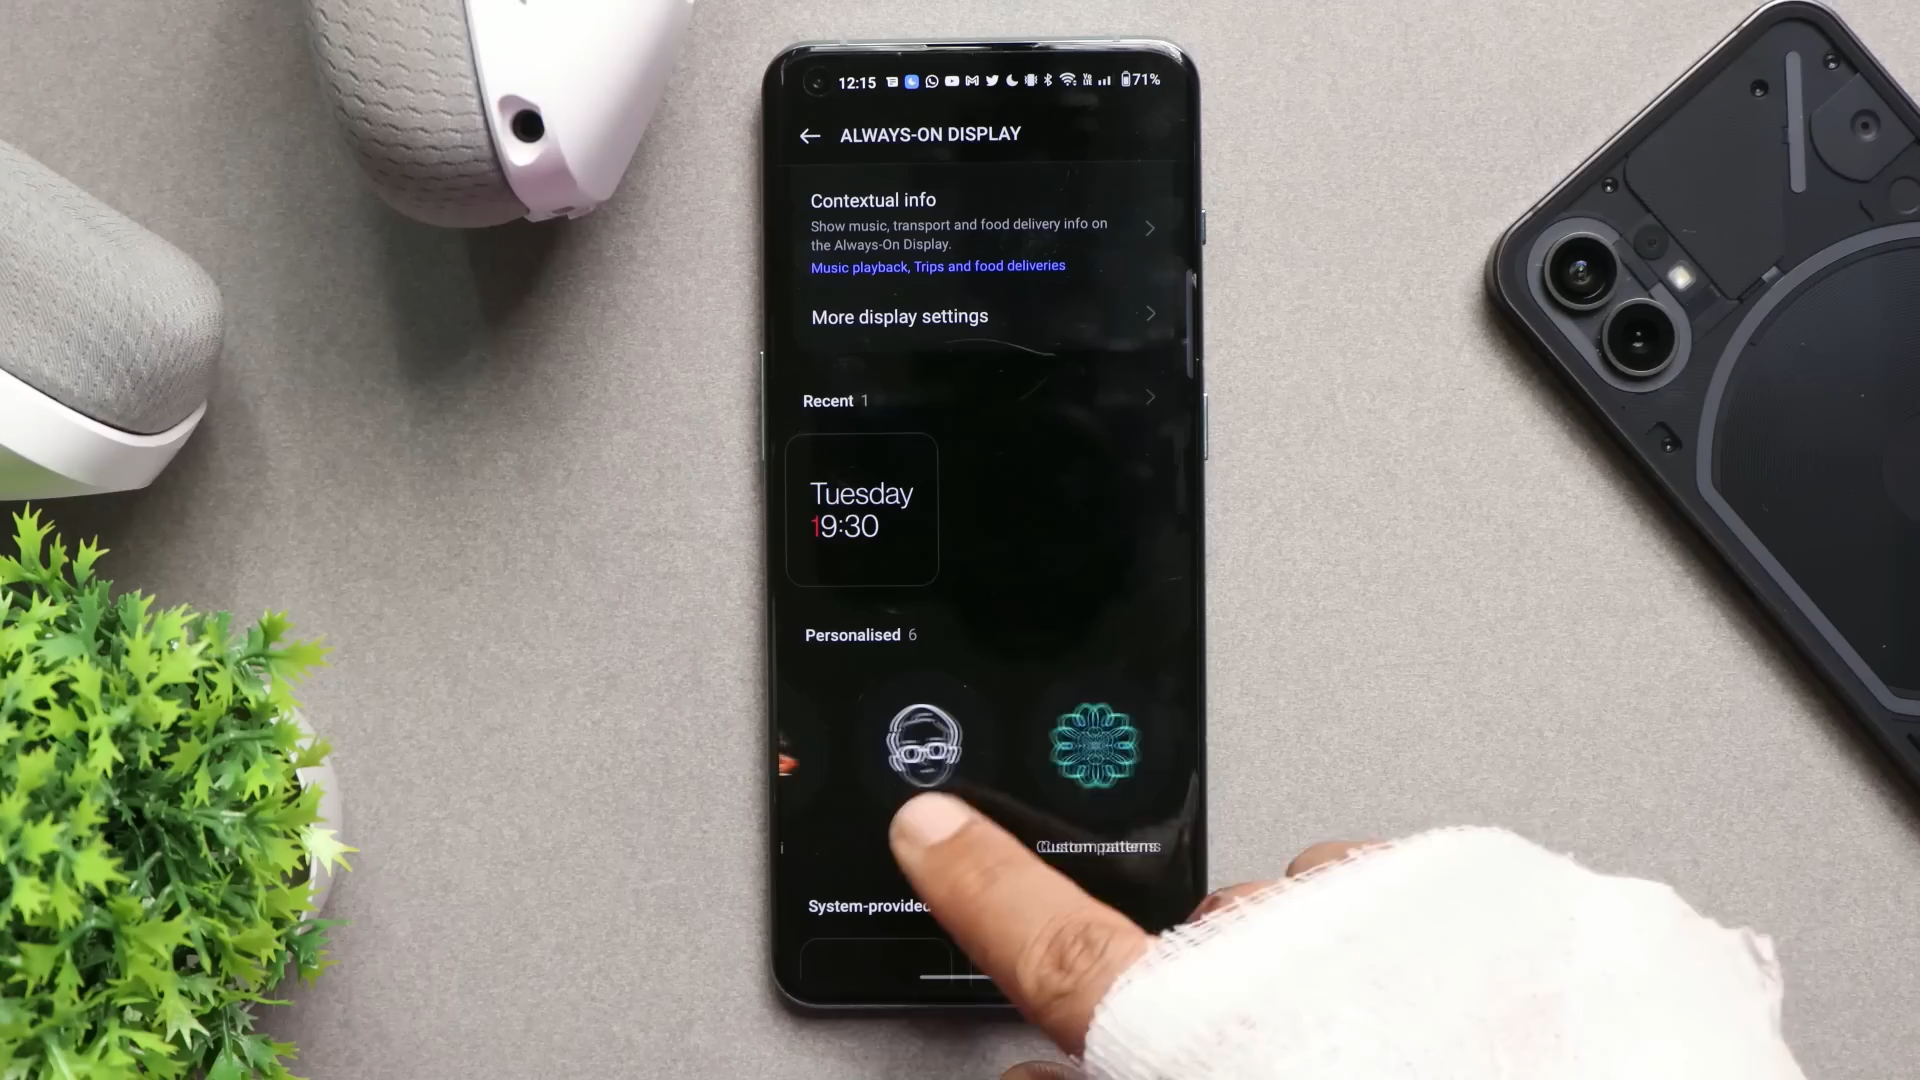 12:15 71%
ALWAYS-ON DISPLAY
Contextual info
Show music, transport and food delivery info on
the Always-On Display.
Music playback, Trips and food deliveries
More display settings
Recent 1
Tuesday
19:30
Personalised 6
Custom patterns
System-provided